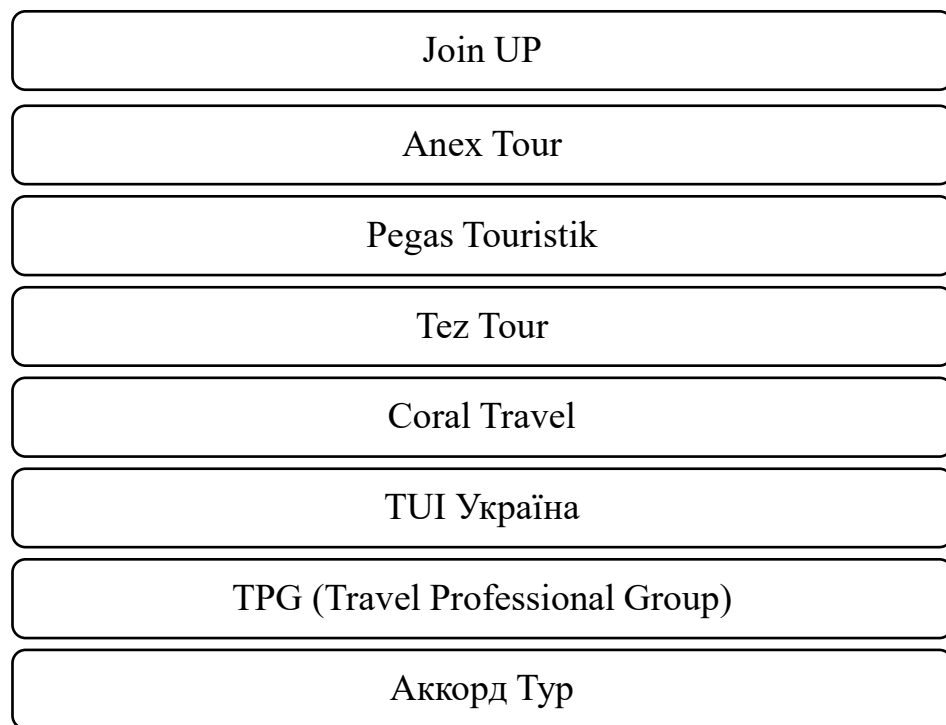 Join UP
Anex Tour
Pegas Touristik
Tez Tour
Coral Travel
TUI Україна
TPG (Travel Professional Group)
Аккорд Тур